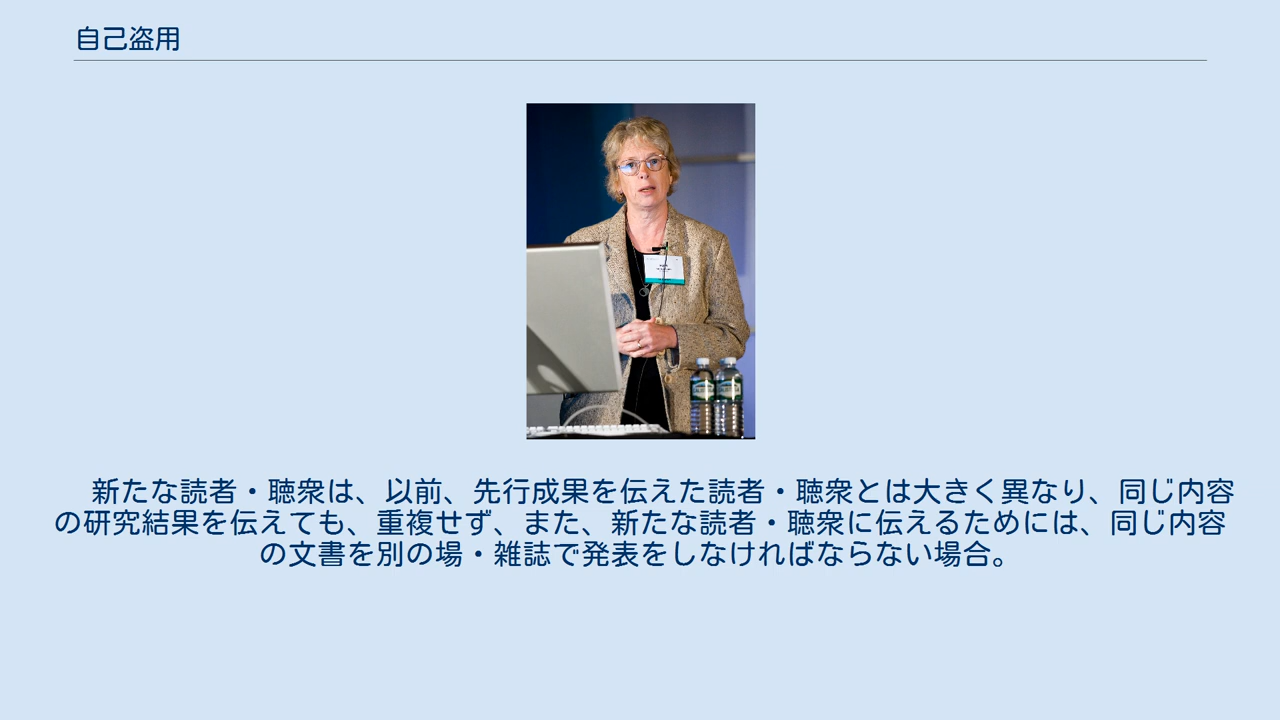 自己盗用
新たな読者・聴衆は、以前、先行成果を伝えた読者・聴衆とは大きく異なり、同じ内容
の研究結果を伝えても、重複せず、また、新たな読者・聴衆に伝えるためには、同じ内容
の文書を別の場・雑誌で発表をしなければならない場合。